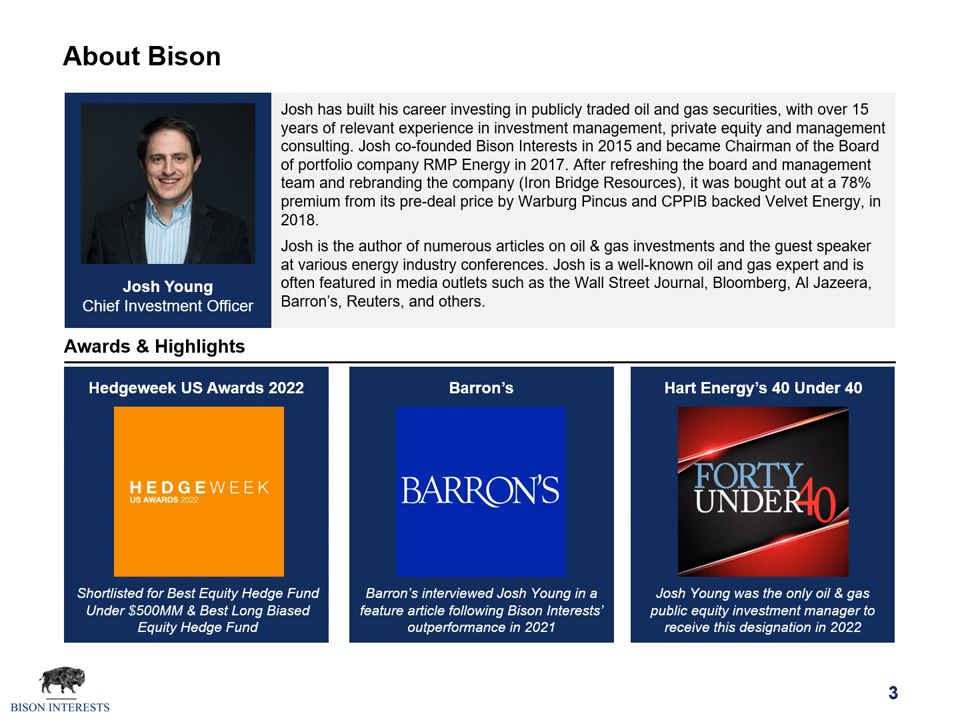 About Bison
Josh Young
Chief Investment Officer
Josh has built his career investing in publicly traded oil and gas securities, with over 15
years of relevant experience in investment management, private equity and management
consulting. Josh co-founded Bison Interests in 2015 and became Chairman of the Board
of portfolio company RMP Energy in 2017. After refreshing the board and management
team and rebranding the company (Iron Bridge Resources), it was bought out at a 78%
premium from its pre-deal price by Warburg Pincus and CPPIB backed Velvet Energy, in
2018.
Josh is the author of numerous articles on oil & gas investments and the guest speaker
at various energy industry conferences. Josh is a well-known oil and gas expert and is
often featured in media outlets such as the Wall Street Journal, Bloomberg, Al Jazeera,
Barron’s, Reuters, and others.
Awards & Highlights
Hedgeweek US Awards 2022
HEDGEWEEK
US AWARDS 2022
Shortlisted for Best Equity Hedge Fund
Under $500MM & Best Long Biased
Equity Hedge Fund
Barron’s
BARRON’S
Barron’s interviewed Josh Young in a
feature article following Bison Interests’
outperformance in 2021
Hart Energy’s 40 Under 40
FORTY
UNDER 40
Josh Young was the only oil & gas
public equity investment manager to
receive this designation in 2022
BISON INTERESTS
3